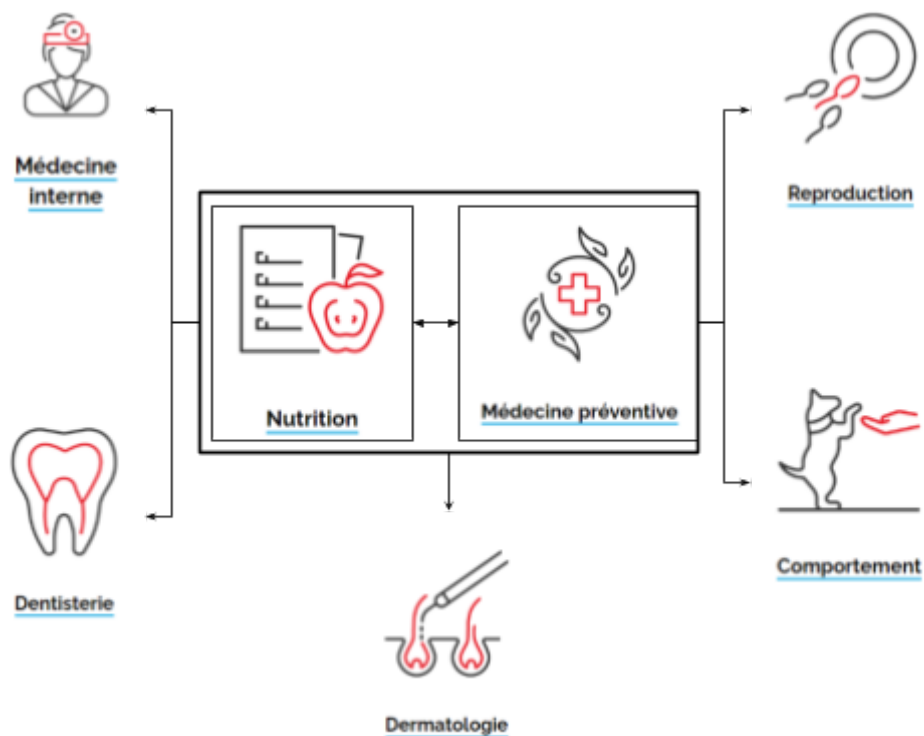 Médecine
interne
Reproduction
Nutrition
Médecine préventive
Comportement
Dentisterie
Dermatologie